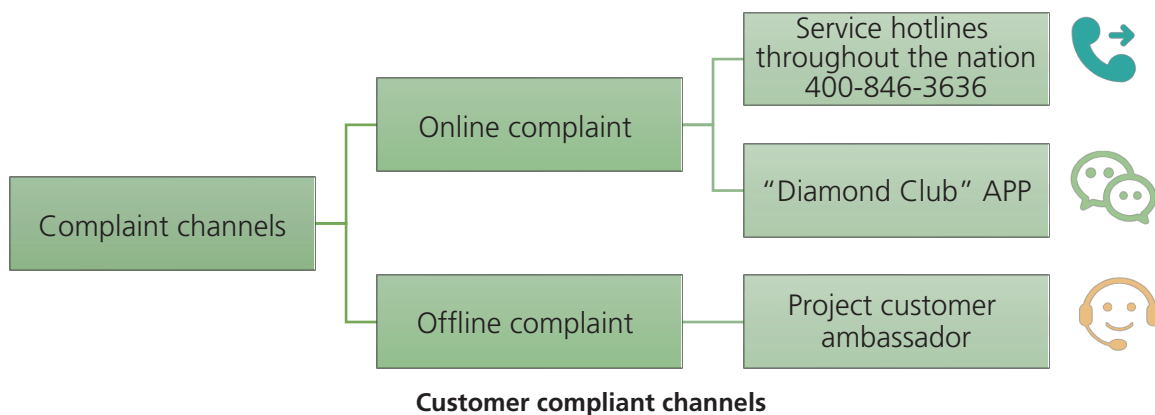 Complaint channels
Online complaint
Service hotlines
throughout the nation
400-846-3636
“Diamond Club” APP
Offline complaint
Project customer
ambassador
Customer compliant channels